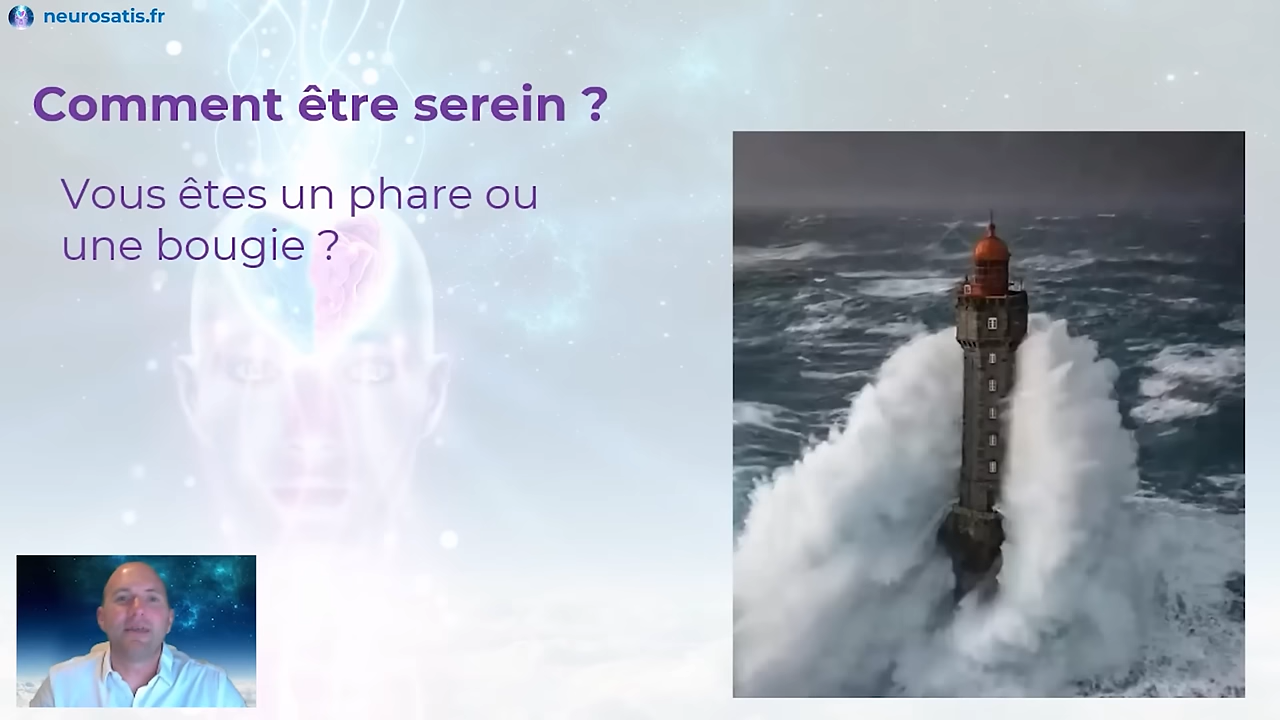 neurosatis.fr
Comment être serein ?
Vous êtes un phare ou
une bougie ?